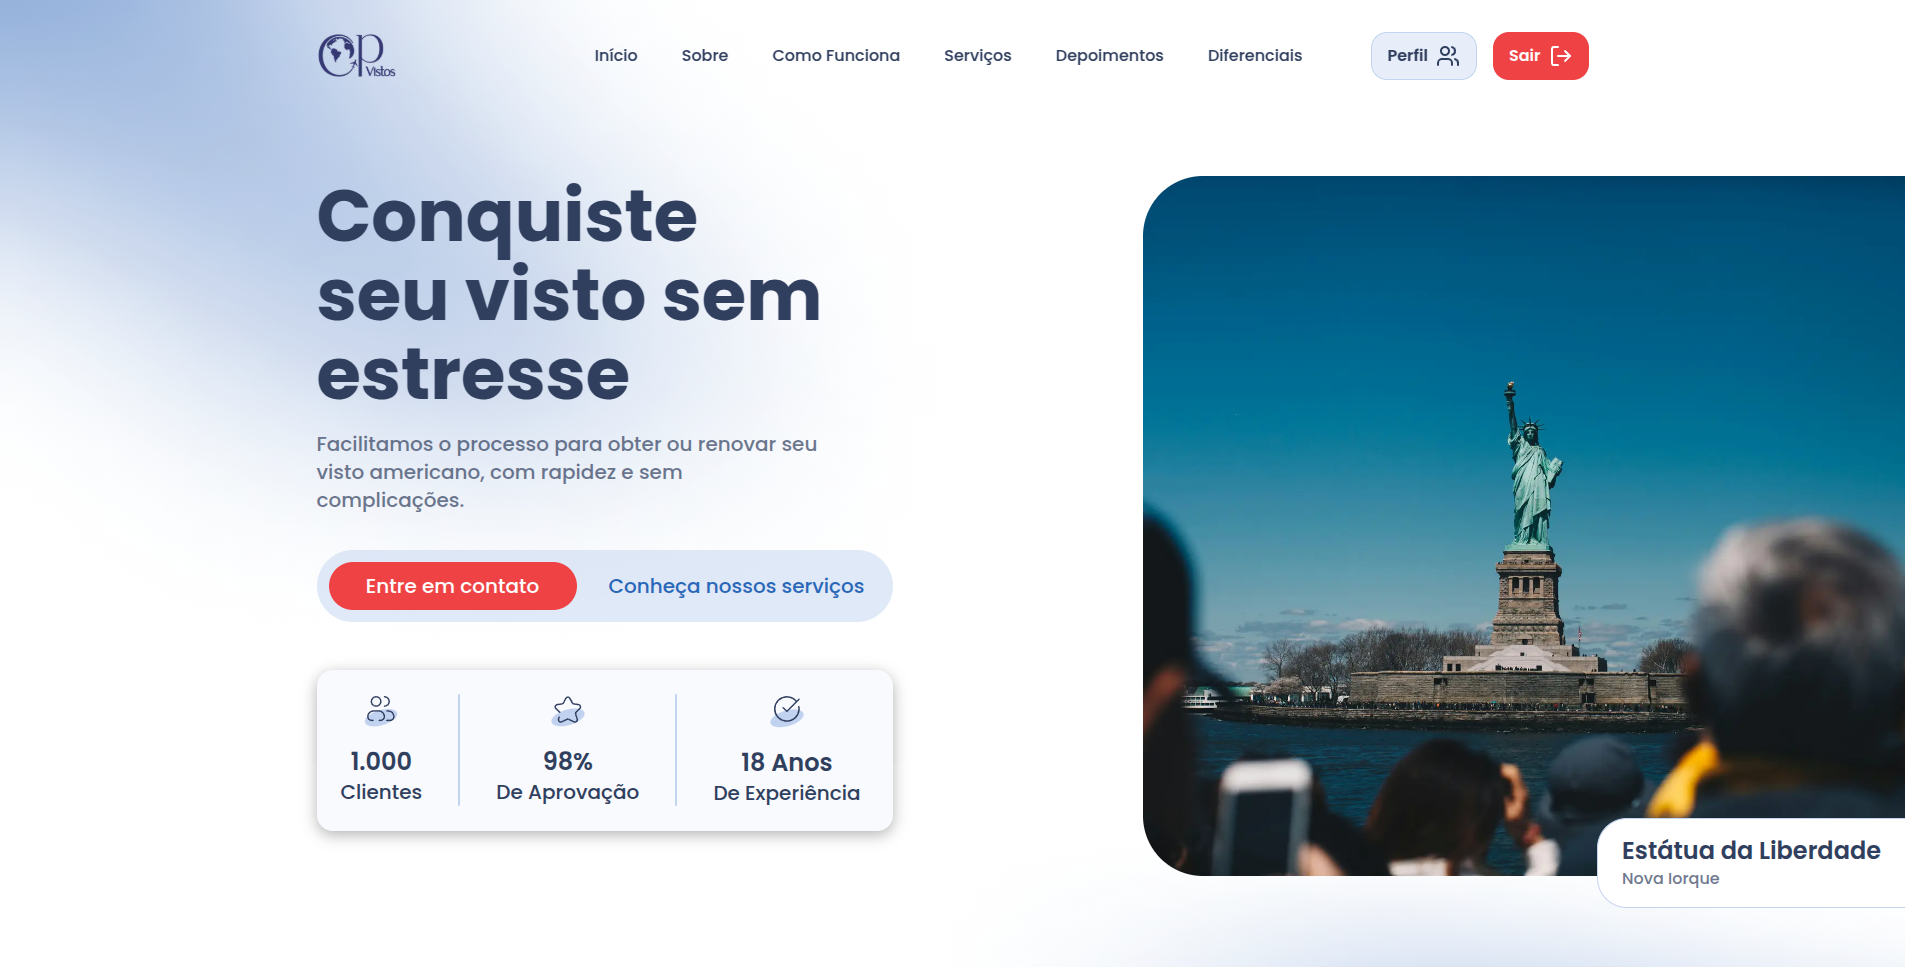 CP Vistos
Início Sobre Como Funciona Serviços Depoimentos Diferenciais Perfil Sair
Conquiste
seu visto sem
estresse
Facilitamos o processo para obter ou renovar seu
visto americano, com rapidez e sem
complicações.
Entre em contato Conheça nossos serviços
1.000 98% 18 Anos
Clientes De Aprovação De Experiência
Estátua da Liberdade
Nova Iorque